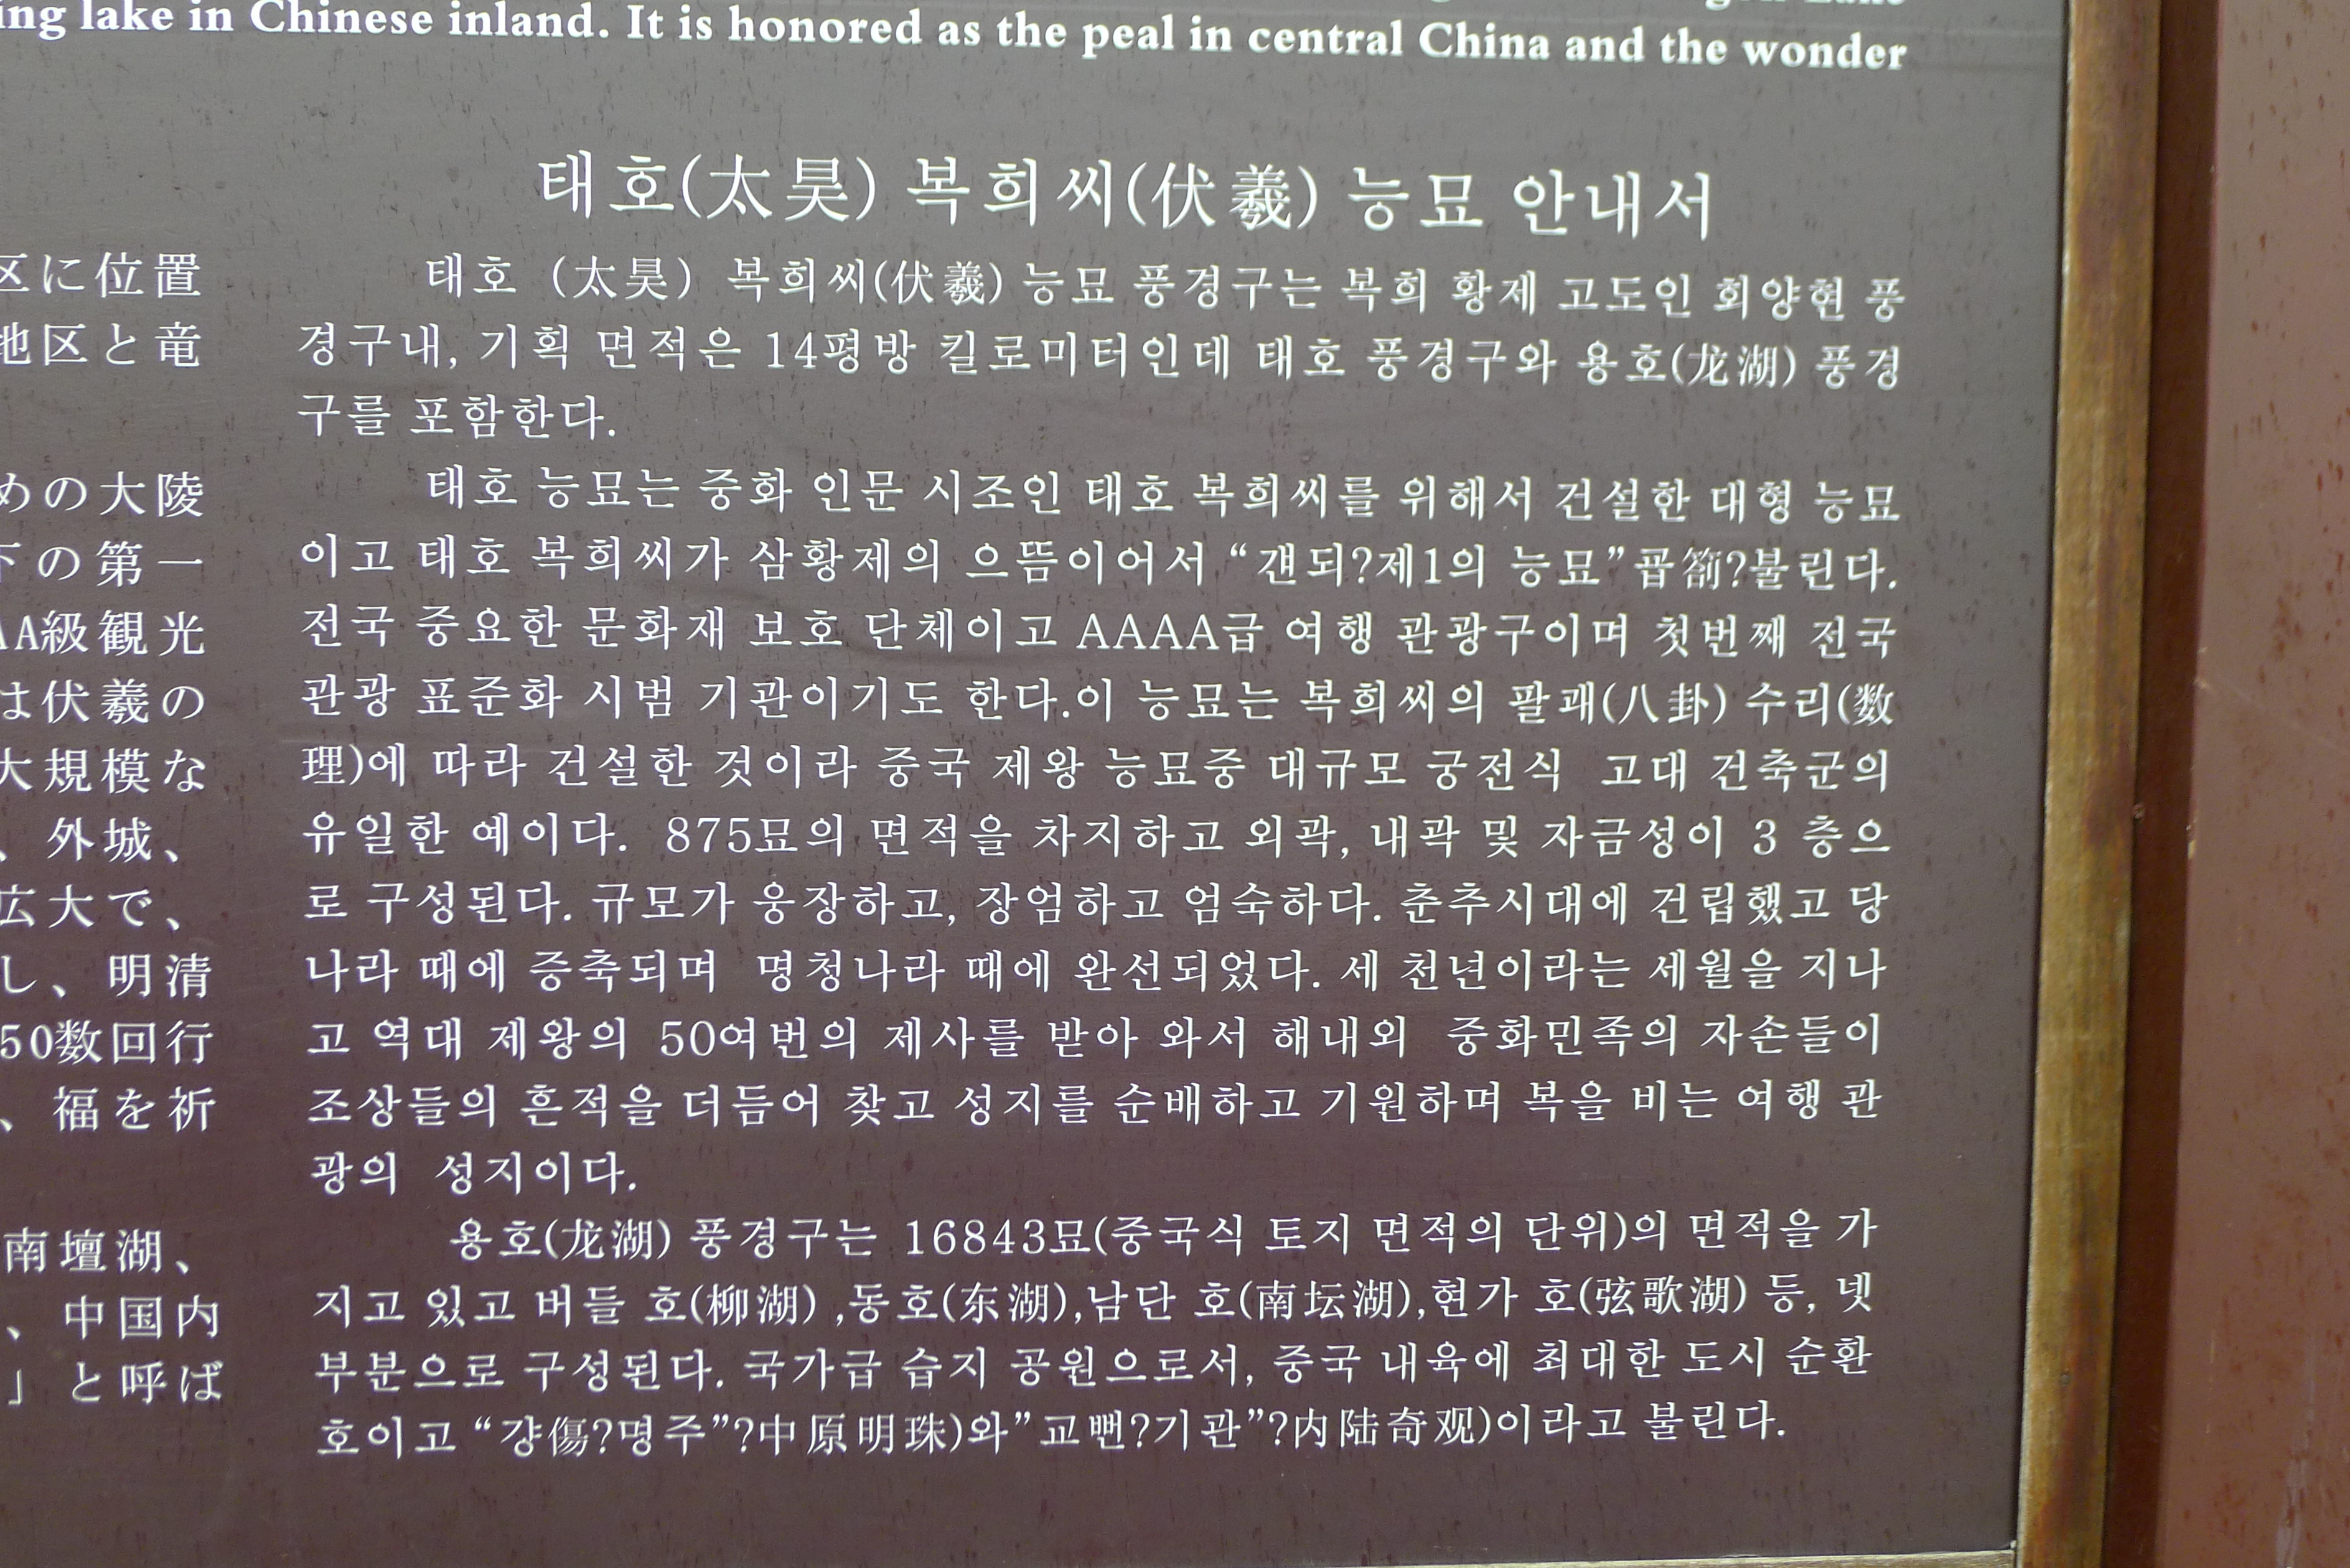 ing lake in Chinese inland. It is honored as the peal in central China and the wonder
区に位置
地区と竜
めの大陵
下の第一
AA級観光
は伏羲の
大規模な
、外城、
広大で、
し、明清
50数回行
、福を祈
南壇湖、
、中国内
」と呼ば
태호(太昊) 복희씨(伏羲) 능묘 안내서
태호 (太昊) 복희씨(伏羲) 능묘 풍경구는 복희 황제 고도인 회양현 풍
경구내, 기획 면적은 14평방 킬로미터인데 태호 풍경구와 용호(龙湖) 풍경
구를 포함한다.
태호 능묘는 중화 인문 시조인 태호 복희씨를 위해서 건설한 대형 능묘
이고 태호 복희씨가 삼황제의 으뜸이어서 “갠되?제1의 능묘”곱箚?불린다.
전국 중요한 문화재 보호 단체이고 AAAA급 여행 관광구이며 첫번째 전국
관광 표준화 시범 기관이기도 한다.이 능묘는 복희씨의 팔괘(八卦) 수리(数
理)에 따라 건설한 것이라 중국 제왕 능묘중 대규모 궁전식 고대 건축군의
유일한 예이다. 875묘의 면적을 차지하고 외곽, 내곽 및 자금성이 3 층으
로 구성된다. 규모가 웅장하고, 장엄하고 엄숙하다. 춘추시대에 건립했고 당
나라 때에 증축되며 명청나라 때에 완선되었다. 세 천년이라는 세월을 지나
고 역대 제왕의 50여번의 제사를 받아 와서 해내외 중화민족의 자손들이
조상들의 흔적을 더듬어 찾고 성지를 순배하고 기원하며 복을 비는 여행 관
광의 성지이다.
용호(龙湖) 풍경구는 16843묘(중국식 토지 면적의 단위)의 면적을 가
지고 있고 버들 호(柳湖) ,동호(东湖),남단 호(南坛湖),현가 호(弦歌湖) 등, 넷
부분으로 구성된다. 국가급 습지 공원으로서, 중국 내육에 최대한 도시 순환
호이고 “걍傷?명주”?中原明珠)와”교뻰?기관”?内陆奇观)이라고 불린다.